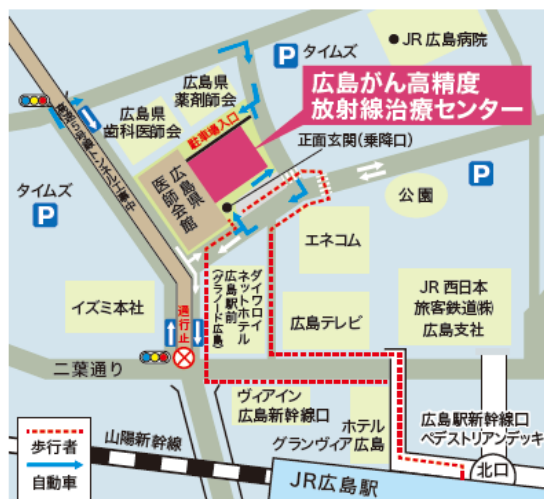 P タイムズ
JR広島病院
広島県
薬剤師会
広島がん高精度
放射線治療センター
広島県
歯科医師会
駐車場入口
正面玄関(乗降口)
広島県
医師会館
タイムズ
P
P
公園
エネコム
イズミ本社
通行止
ダイワロイ
ネットホテル
広島駅前
(グラノード広島)
広島テレビ
JR西日本
旅客鉄道㈱
広島支社
二葉通り
ヴィアイン
広島新幹線口
ホテル
グランヴィア広島
広島駅新幹線口
ペデストリアンデッキ
歩行者
自動車
山陽新幹線
北口
JR広島駅